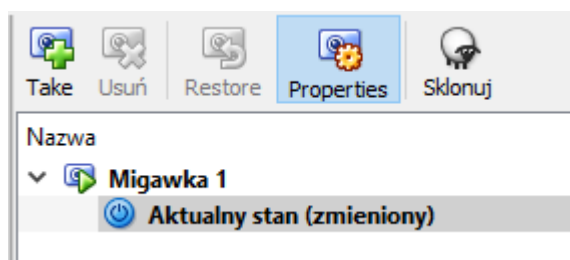 Take Usuń Restore Properties Sklonuj
Nazwa
Migawka 1
Aktualny stan (zmieniony)